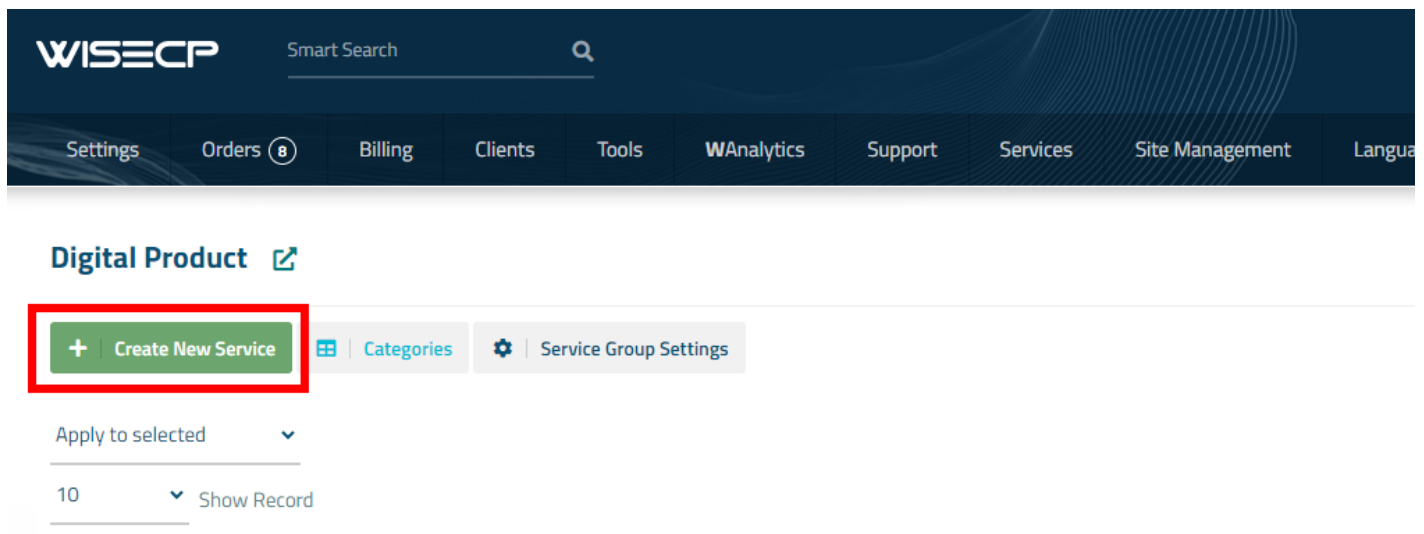 WISECP Smart Search
Settings Orders 8 Billing Clients Tools WAnalytics Support Services Site Management Langua
Digital Product
+ Create New Service Categories Service Group Settings
Apply to selected
10 Show Record